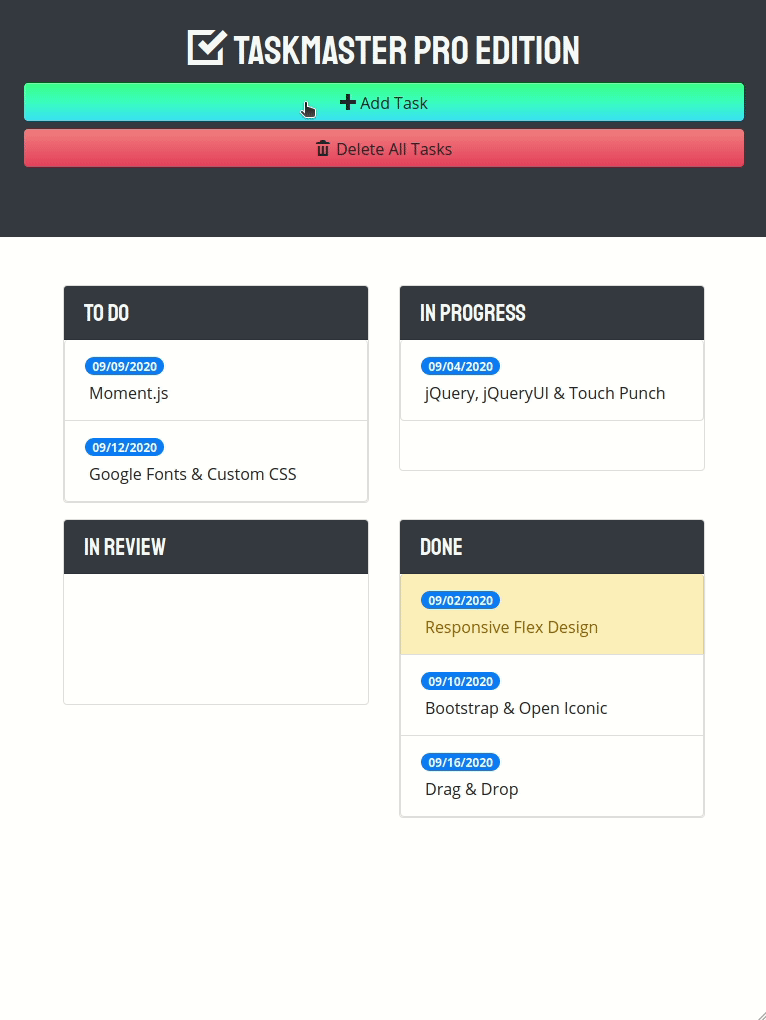 TASKMASTER PRO EDITION
Add Task
Delete All Tasks
TO DO
09/09/2020
Moment.js
09/12/2020
Google Fonts & Custom CSS
IN PROGRESS
09/04/2020
jQuery, jQueryUI & Touch Punch
IN REVIEW
DONE
09/02/2020
Responsive Flex Design
09/10/2020
Bootstrap & Open Iconic
09/16/2020
Drag & Drop